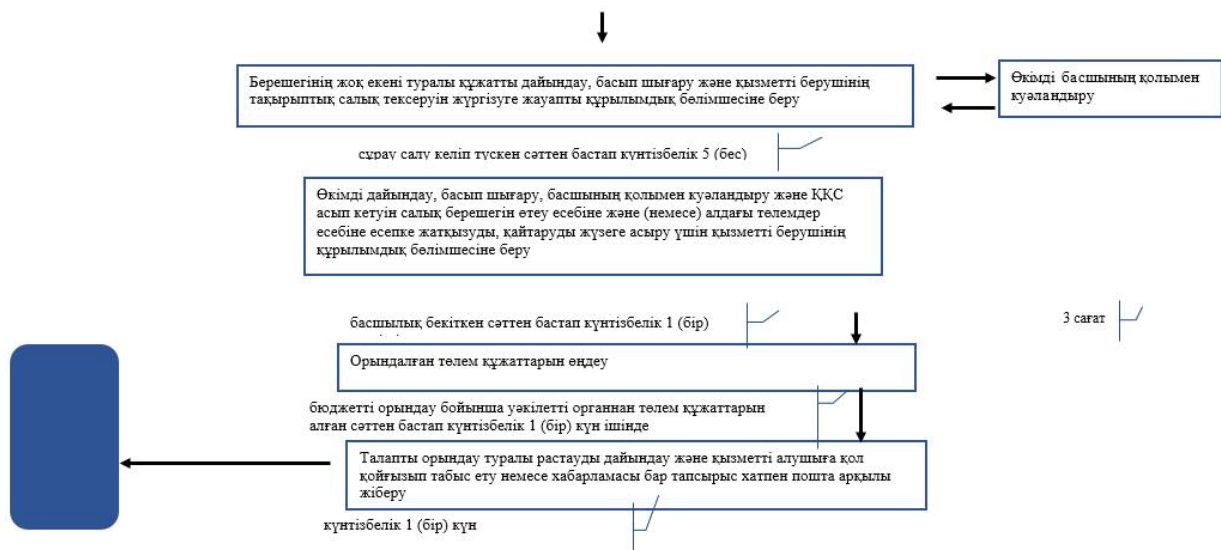 Берешегінің жоқ екені туралы құжатты дайындау, басып шығару және қызметті берушінің
тақырыптық салық тексеруін жүргізуге жауапты құрылымдық бөлімшесіне беру
Өкімді басшының қолымен
куәландыру
сұрау салу келіп түскен сәттен бастап күнтізбелік 5 (бес)
Өкімді дайындау, басып шығару, басшының қолымен куәландыру және ҚҚС
асып кетуін салық берешегін өтеу есебіне және (немесе) алдағы төлемдер
есебіне есепке жатқызуды, қайтаруды жүзеге асыру үшін қызметті берушінің
құрылымдық бөлімшесіне беру
басшылық бекіткен сәттен бастап күнтізбелік 1 (бір)
3 сағат
Орындалған төлем құжаттарын өңдеу
бюджетті орындау бойынша уәкілетті органнан төлем құжаттарын
алған сәттен бастап күнтізбелік 1 (бір) күн ішінде
Талапты орындау туралы растауды дайындау және қызметті алушыға қол
қойғызып табыс ету немесе хабарламасы бар тапсырыс хатпен пошта арқылы
жіберу
күнтізбелік 1 (бір) күн